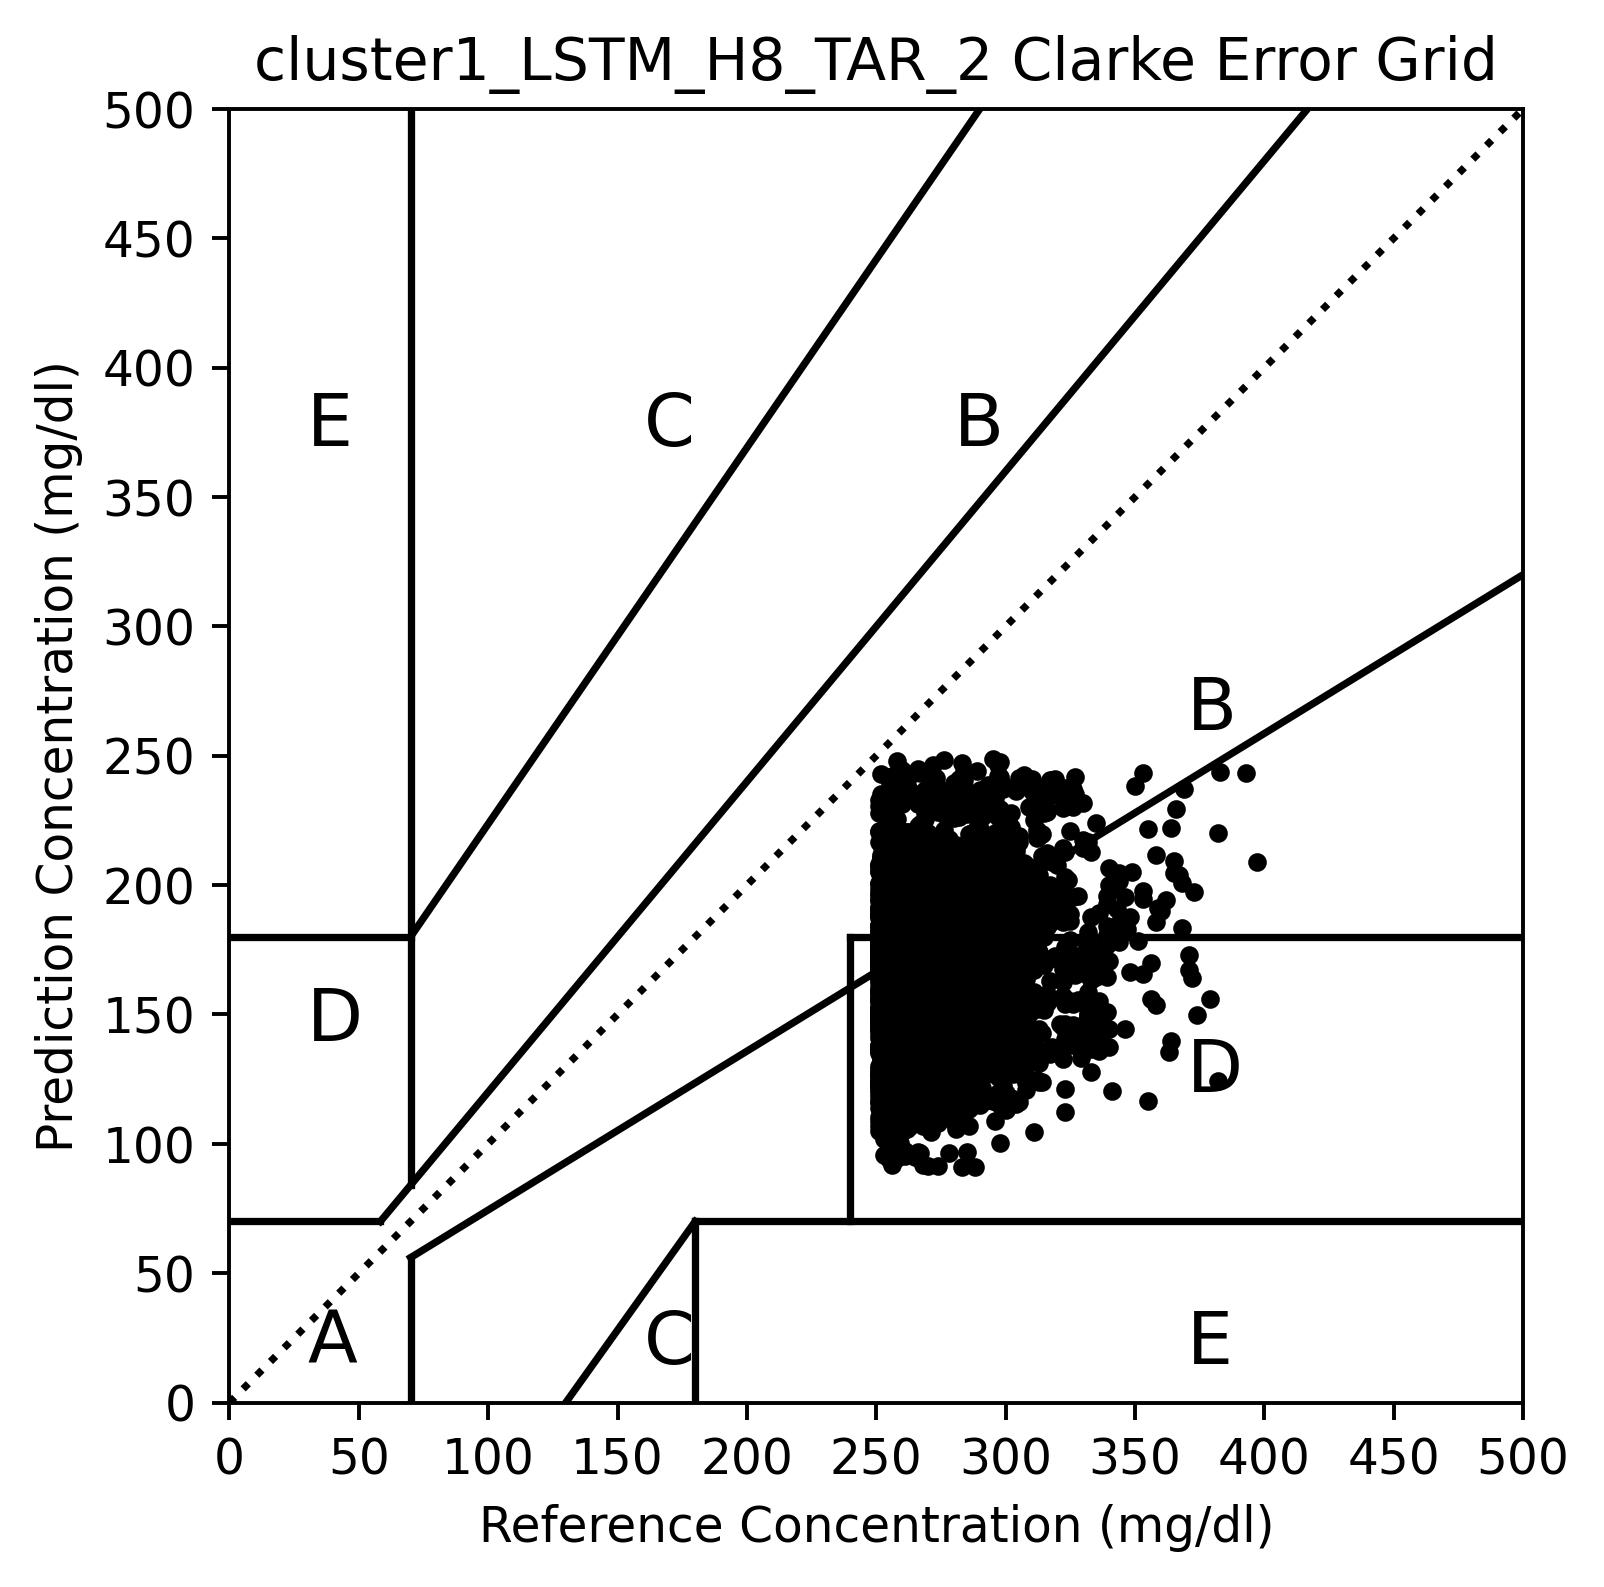 cluster1_LSTM_H8_TAR_2 Clarke Error Grid
500
450
400
350
300
250
200
150
100
50
0
Prediction Concentration (mg/dl)
E
C
B
B
D
D
A
C
E
0 50 100 150 200 250 300 350 400 450 500
Reference Concentration (mg/dl)